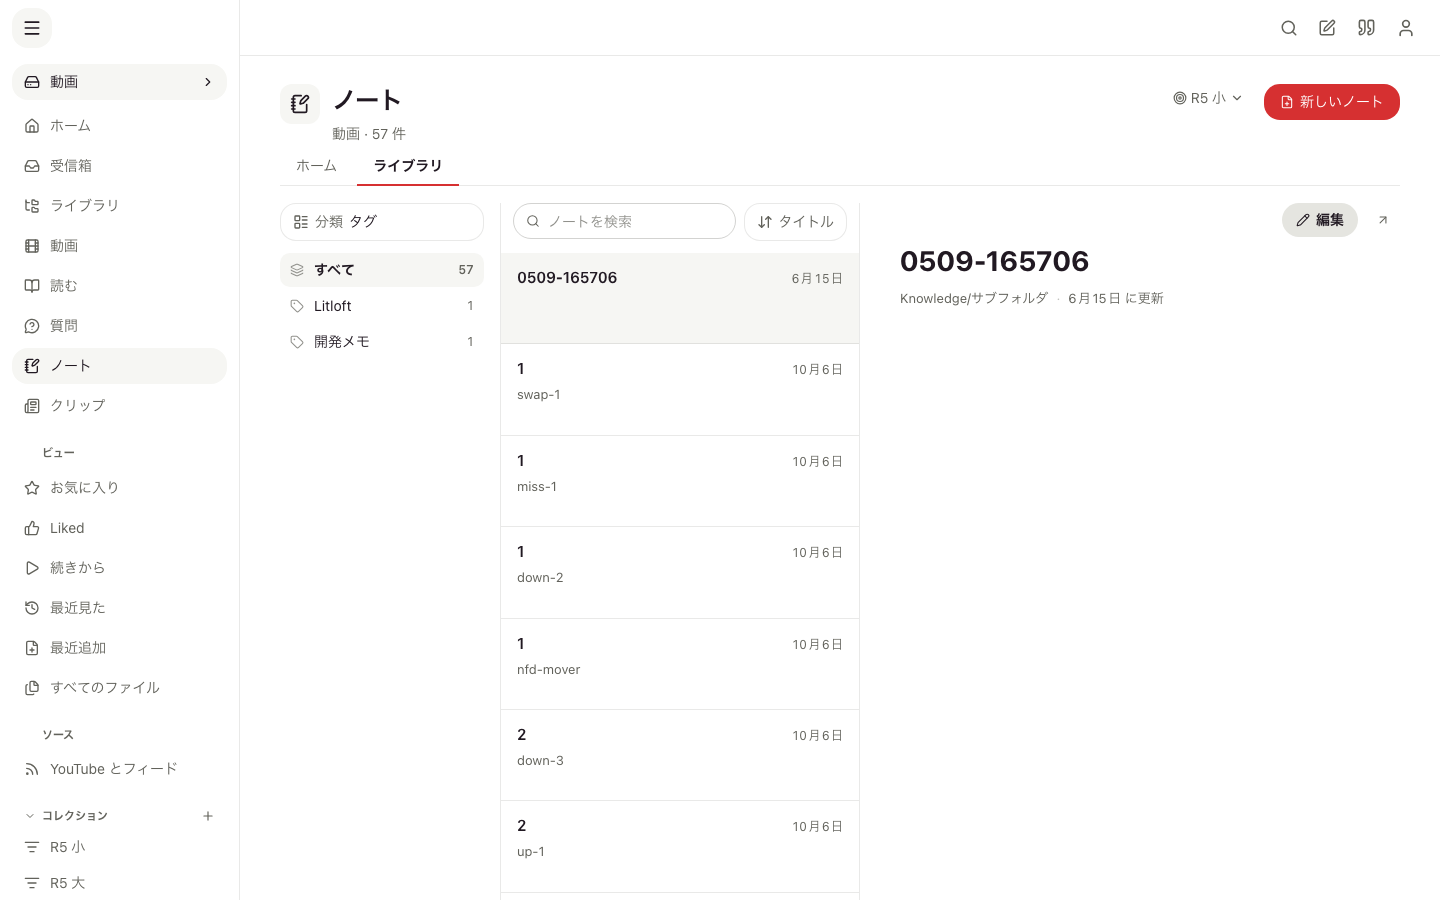 動画
ホーム
受信箱
ライブラリ
動画
読む
質問
ノート
クリップ
ビュー
お気に入り
Liked
続きから
最近見た
最近追加
すべてのファイル
ソース
YouTube とフィード
コレクション
R5 小
R5 大
ノート
動画 · 57 件
R5 小
新しいノート
ホーム
ライブラリ
分類 タグ
すべて 57
Litloft 1
開発メモ 1
ノートを検索
タイトル
0509-165706 6月15日
1 10月6日
swap-1
1 10月6日
miss-1
1 10月6日
down-2
1 10月6日
nfd-mover
2 10月6日
down-3
2 10月6日
up-1
編集
0509-165706
Knowledge/サブフォルダ · 6月15日 に更新